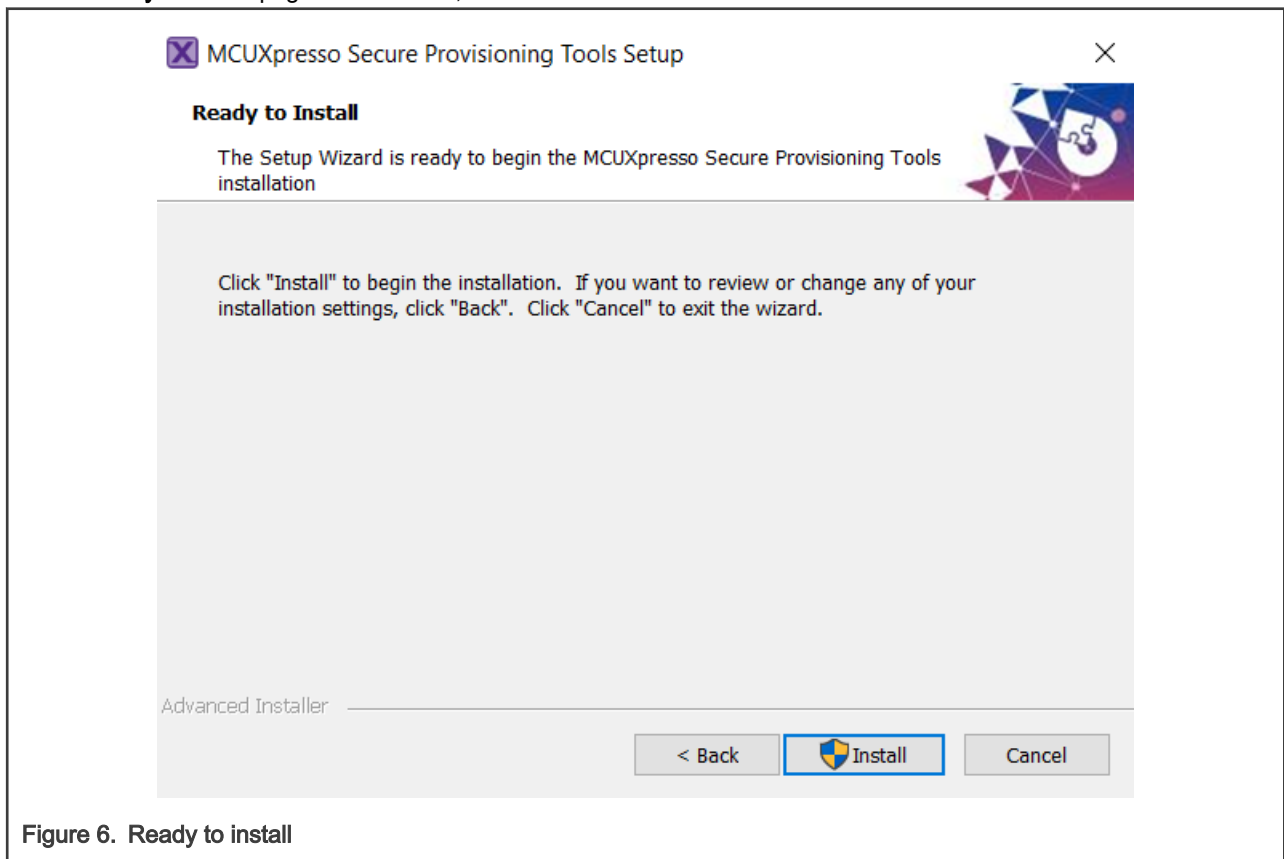 MCUXpresso Secure Provisioning Tools Setup
Ready to Install
The Setup Wizard is ready to begin the MCUXpresso Secure Provisioning Tools
installation
Click "Install" to begin the installation.  If you want to review or change any of your
installation settings, click "Back".  Click "Cancel" to exit the wizard.
Advanced Installer
< Back
Install
Cancel
Figure 6. Ready to install